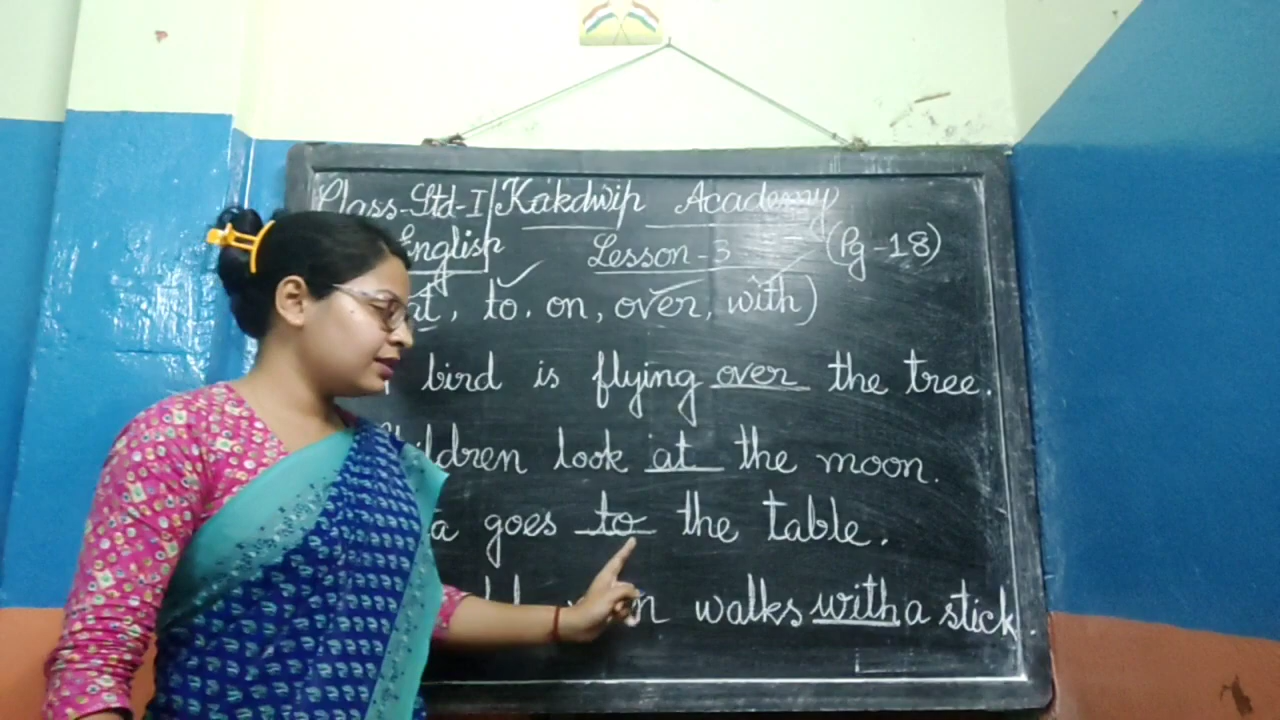 Class-Std-I Kakdwip Academy
English Lesson-3 (Pg-18)
at, to, on, over, with)
bird is flying over the tree.
look at the moon.
goes to the table.
walks with a stick.